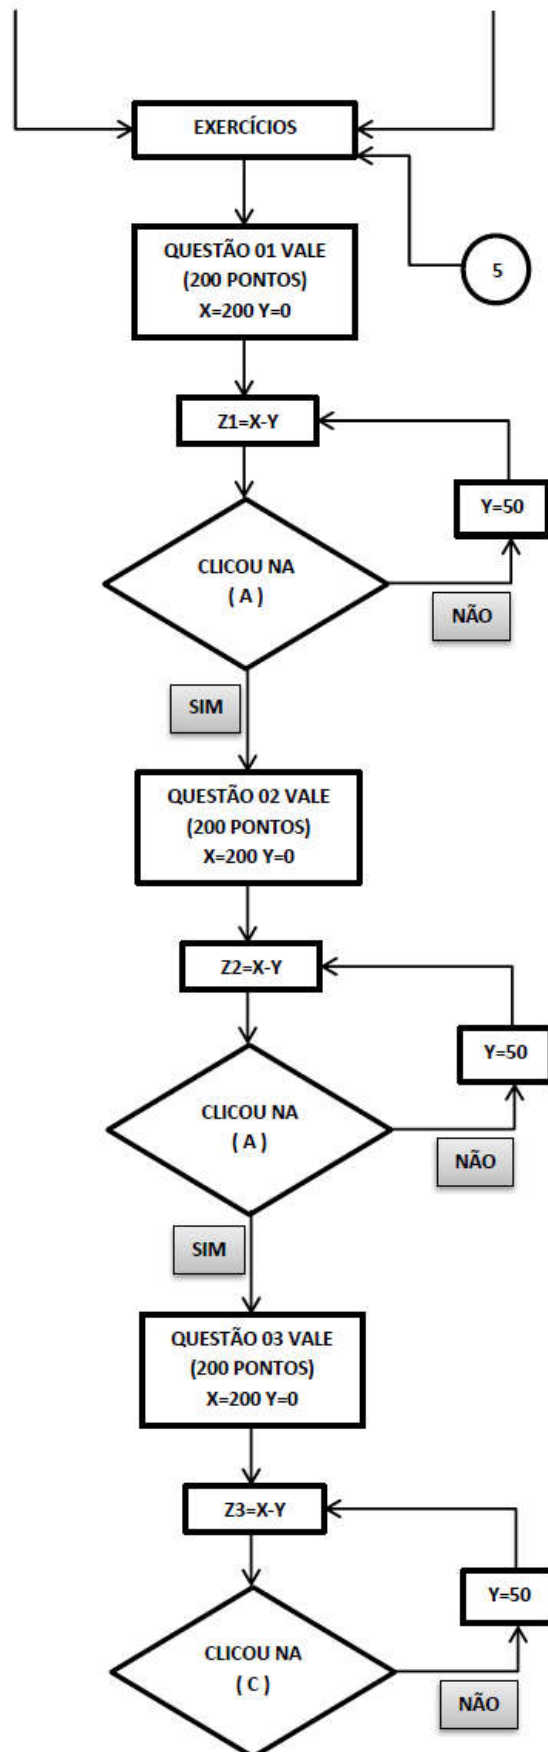 EXERCÍCIOS
QUESTÃO 01 VALE
(200 PONTOS)
X=200 Y=0
5
Z1=X-Y
Y=50
CLICOU NA
( A )
NÃO
SIM
QUESTÃO 02 VALE
(200 PONTOS)
X=200 Y=0
Z2=X-Y
Y=50
CLICOU NA
( A )
NÃO
SIM
QUESTÃO 03 VALE
(200 PONTOS)
X=200 Y=0
Z3=X-Y
Y=50
CLICOU NA
( C )
NÃO